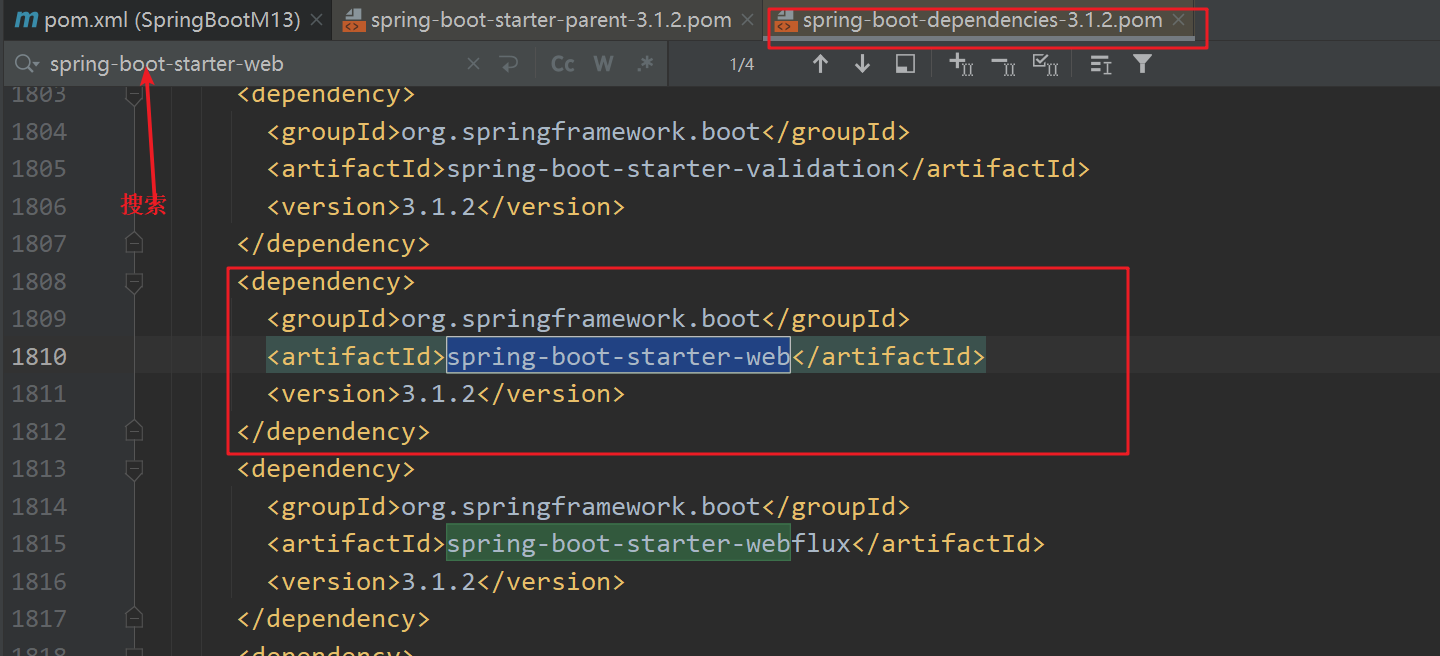 pom.xml (SpringBootM13) spring-boot-starter-parent-3.1.2.pom spring-boot-dependencies-3.1.2.pom
spring-boot-starter-web Cc W .* 1/4
1803 <dependency>
1804 <groupId>org.springframework.boot</groupId>
1805 <artifactId>spring-boot-starter-validation</artifactId>
1806 搜索 <version>3.1.2</version>
1807 </dependency>
1808 <dependency>
1809 <groupId>org.springframework.boot</groupId>
1810 <artifactId>spring-boot-starter-web</artifactId>
1811 <version>3.1.2</version>
1812 </dependency>
1813 <dependency>
1814 <groupId>org.springframework.boot</groupId>
1815 <artifactId>spring-boot-starter-webflux</artifactId>
1816 <version>3.1.2</version>
1817 </dependency>
1818 <dependency>